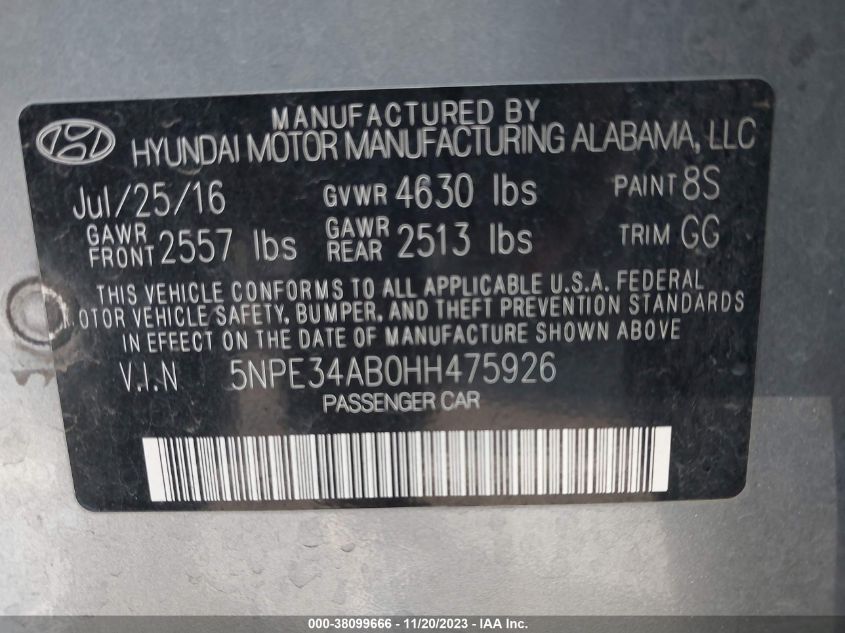 MANUFACTURED BY
HYUNDAI MOTOR MANUFACTURING ALABAMA, LLC
Jul/25/16 GVWR 4630 lbs PAINT 8S
GAWR FRONT 2557 lbs GAWR REAR 2513 lbs TRIM GG
THIS VEHICLE CONFORMS TO ALL APPLICABLE U.S.A. FEDERAL
OTOR VEHICLE SAFETY, BUMPER, AND THEFT PREVENTION STANDARDS
IN EFFECT ON THE DATE OF MANUFACTURE SHOWN ABOVE
V.I.N 5NPE34AB0HH475926
PASSENGER CAR
000-38099666 - 11/20/2023 - IAA Inc.